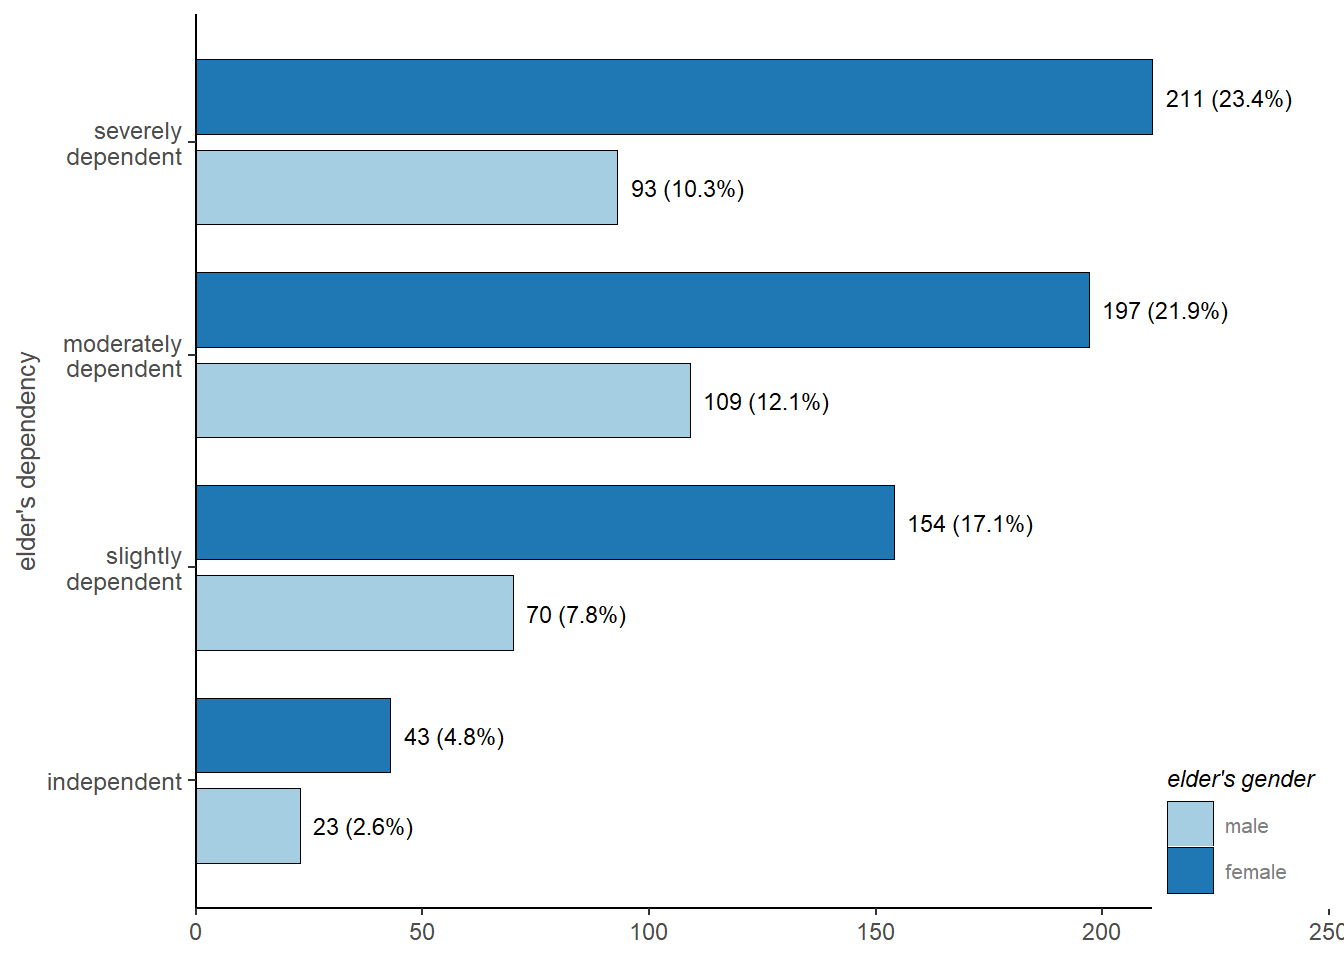 severely
dependent
211 (23.4%)
93 (10.3%)
moderately
dependent
197 (21.9%)
109 (12.1%)
elder's dependency
slightly
dependent
154 (17.1%)
70 (7.8%)
independent
43 (4.8%)
23 (2.6%)
elder's gender
male
female
0 50 100 150 200 250